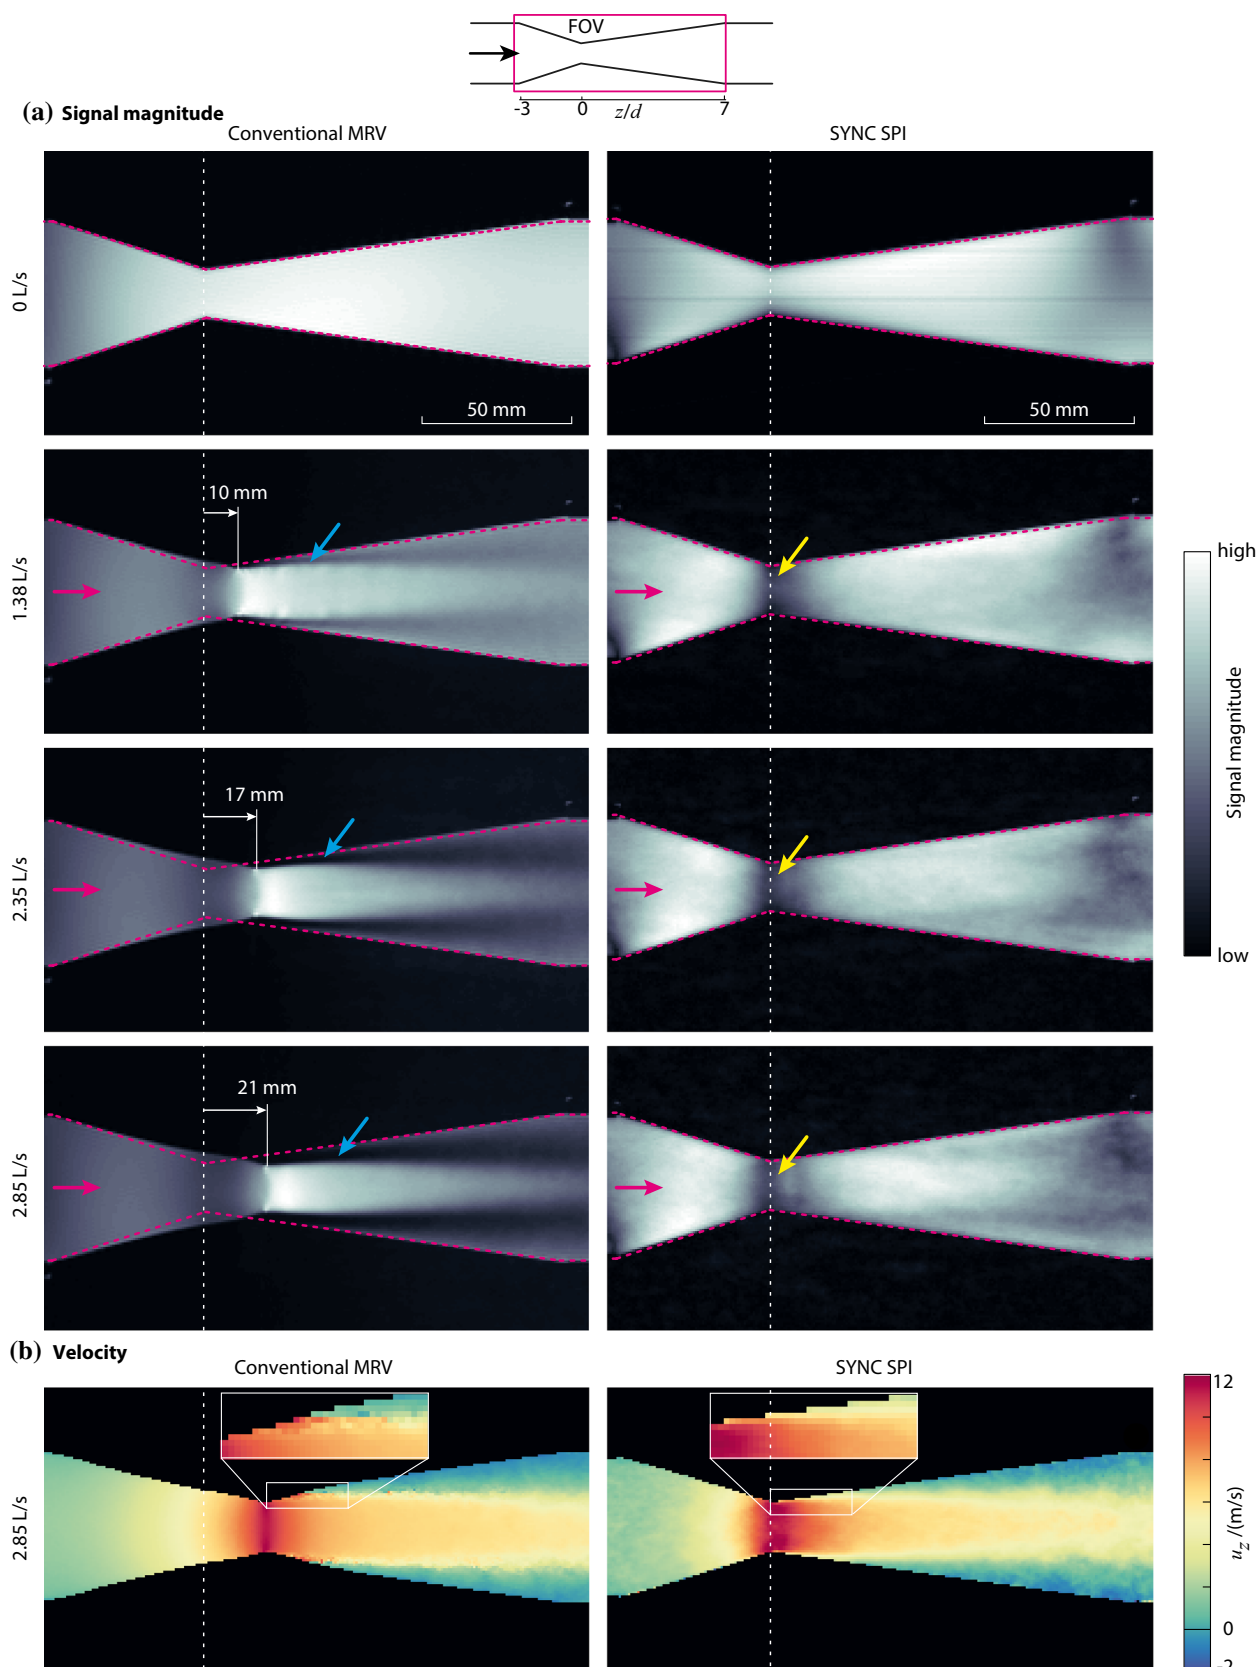 FOV
-3 0 z/d 7
(a) Signal magnitude
Conventional MRV SYNC SPI
0 L/s
50 mm 50 mm
1.38 L/s
10 mm
2.35 L/s
17 mm
2.85 L/s
21 mm
high
Signal magnitude
low
(b) Velocity
Conventional MRV SYNC SPI
2.85 L/s
12
u_z /(m/s)
0
-2